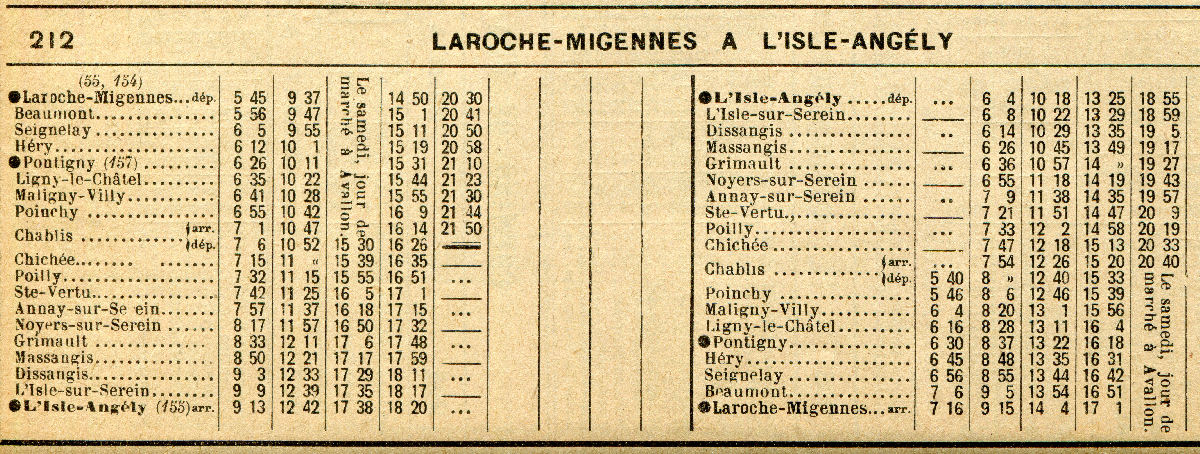 212 LAROCHE-MIGENNES A L'ISLE-ANGÉLY
(55, 154)
●Laroche-Migennes...dép. 5 45 9 37 14 50 20 30
Beaumont 5 56 9 47 15 1 20 41
Seignelay 6 5 9 55 15 11 20 50
Héry 6 12 10 1 15 19 20 58
●Pontigny (157) 6 26 10 11 15 31 21 10
Ligny-le-Châtel 6 35 10 22 15 44 21 23
Maligny-Villy 6 41 10 28 15 55 21 30
Poinchy 6 55 10 42 16 9 21 44
Chablis arr. 7 1 10 47 16 14 21 50
dép. 7 6 10 52 15 30 16 26
Chichée 7 15 11 « 15 39 16 35
Poilly 7 32 11 15 15 55 16 51 ...
Ste-Vertu 7 42 11 25 16 5 17 1
Annay-sur-Se ein 7 57 11 37 16 18 17 15 ...
Noyers-sur-Serein 8 17 11 57 16 50 17 32
Grimault 8 33 12 11 17 6 17 48 ...
Massangis 8 50 12 21 17 17 17 59
Dissangis 9 3 12 33 17 29 18 11 ...
L'Isle-sur-Serein 9 9 12 39 17 35 18 17
●L'Isle-Angély (155) arr. 9 13 12 42 17 38 18 20 ...
Le samedi, jour de
marché à Avallon.
●L'Isle-Angély ..... dép. ... 6 4 10 18 13 25 18 55
L'Isle-sur-Serein 6 8 10 22 13 29 18 59
Dissangis .. 6 14 10 29 13 35 19 5
Massangis 6 26 10 45 13 49 19 17
Grimault .. 6 36 10 57 14 » 19 27
Noyers-sur-Serein 6 55 11 18 14 19 19 43
Annay-sur-Serein .. 7 9 11 38 14 35 19 57
Ste-Vertu., 7 21 11 51 14 47 20 9
Poilly .. 7 33 12 2 14 58 20 19
Chichée 7 47 12 18 15 13 20 33
Chablis arr. ... 7 54 12 26 15 20 20 40
dép. 5 40 8 » 12 40 15 33
Poinchy 5 46 8 6 12 46 15 39
Maligny-Villy 6 4 8 20 13 1 15 56
Ligny-le-Châtel 6 16 8 28 13 11 16 4
●Pontigny 6 30 8 37 13 22 16 18
Héry 6 45 8 48 13 35 16 31
Seignelay 6 56 8 55 13 44 16 42
Beaumont 7 6 9 5 13 54 16 51
●Laroche-Migennes... arr. 7 16 9 15 14 4 17 1
Le samedi, jour de
marché à Avallon.